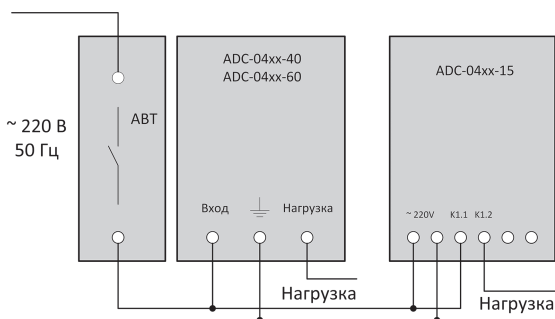 ADC-04xx-40
ADC-04xx-60
ADC-04xx-15
~ 220 В
50 Гц
АВТ
Вход
Нагрузка
~ 220V
K1.1
K1.2
Нагрузка
Нагрузка